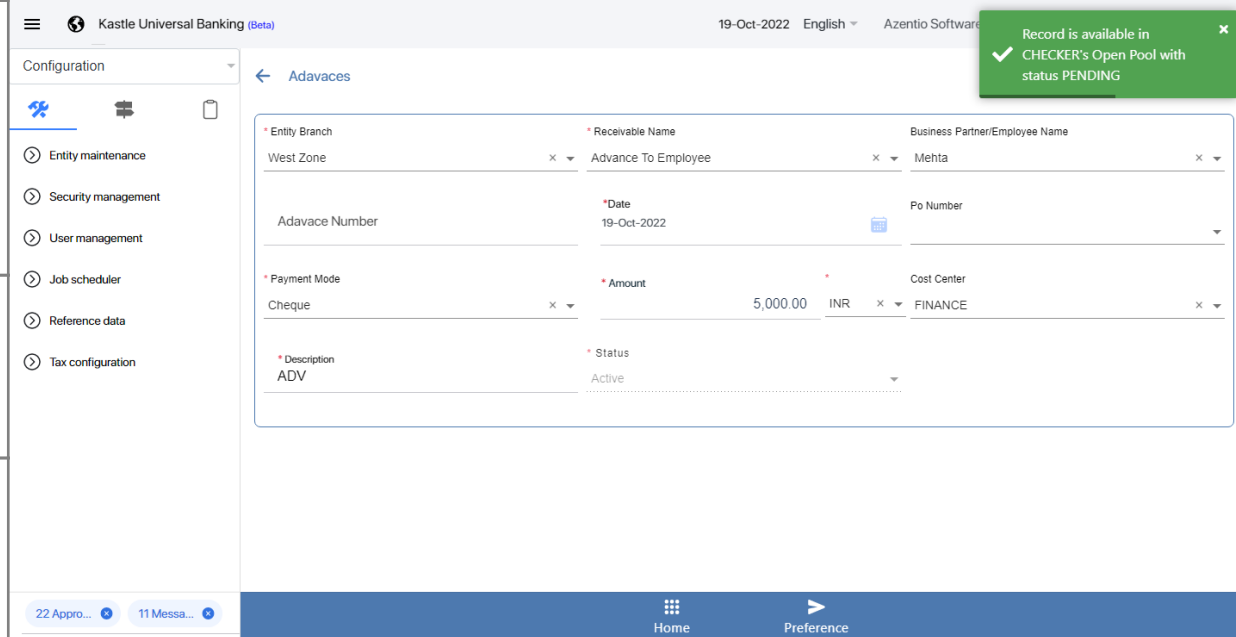 Kastle Universal Banking (Beta)
19-Oct-2022 English Azentio Software
Record is available in
CHECKER's Open Pool with
status PENDING
Configuration
Adavaces
Entity maintenance
Security management
User management
Job scheduler
Reference data
Tax configuration
* Entity Branch
West Zone
* Receivable Name
Advance To Employee
Business Partner/Employee Name
Mehta
Adavace Number
*Date
19-Oct-2022
Po Number
* Payment Mode
Cheque
* Amount
5,000.00
*
INR
Cost Center
FINANCE
* Description
ADV
* Status
Active
22 Appro... 11 Messa...
Home
Preference